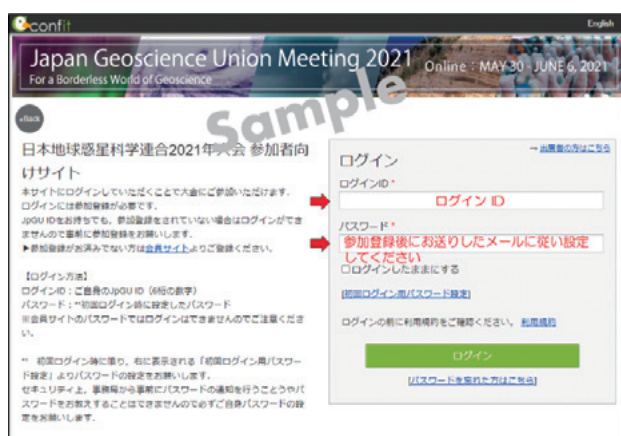 confit
English
Japan Geoscience Union Meeting 2021
Online : MAY 30 - JUNE 6, 2021
For a Borderless World of Geoscience
Sample
«Back
日本地球惑星科学連合2021年大会 参加者向
けサイト
本サイトにログインしていただくことで大会にご参加いただけます.
ログインには参加登録が必要です.
JpGU IDをお持ちでも、参加登録をされていない場合はログインができ
ませんので事前に参加登録をお願いします.
▶参加登録がお済みでない方は会員サイトよりご登録ください.
【ログイン方法】
ログインID:ご自身のJpGU ID(6桁の数字)
パスワード:**初回ログイン時に設定したパスワード
※会員サイトのパスワードではログインはできませんのでご注意くださ
い.
** 初回ログイン時に限り、右に表示される「初回ログイン用パスワー
ド設定」よりパスワードの設定をお願いします.
セキュリティ上、事務局から事前にパスワードの通知を行うことやパ
スワードをお教えすることはできませんので必ずご自身パスワードの設
定をお願いします.
→ 出展者の方はこちら
ログイン
ログインID *
ログイン ID
パスワード *
参加登録後にお送りしたメールに従い設定
してください
ログインしたままにする
[初回ログイン用パスワード設定]
ログインの前に利用規約をご確認ください. 利用規約
ログイン
[パスワードを忘れた方はこちら]